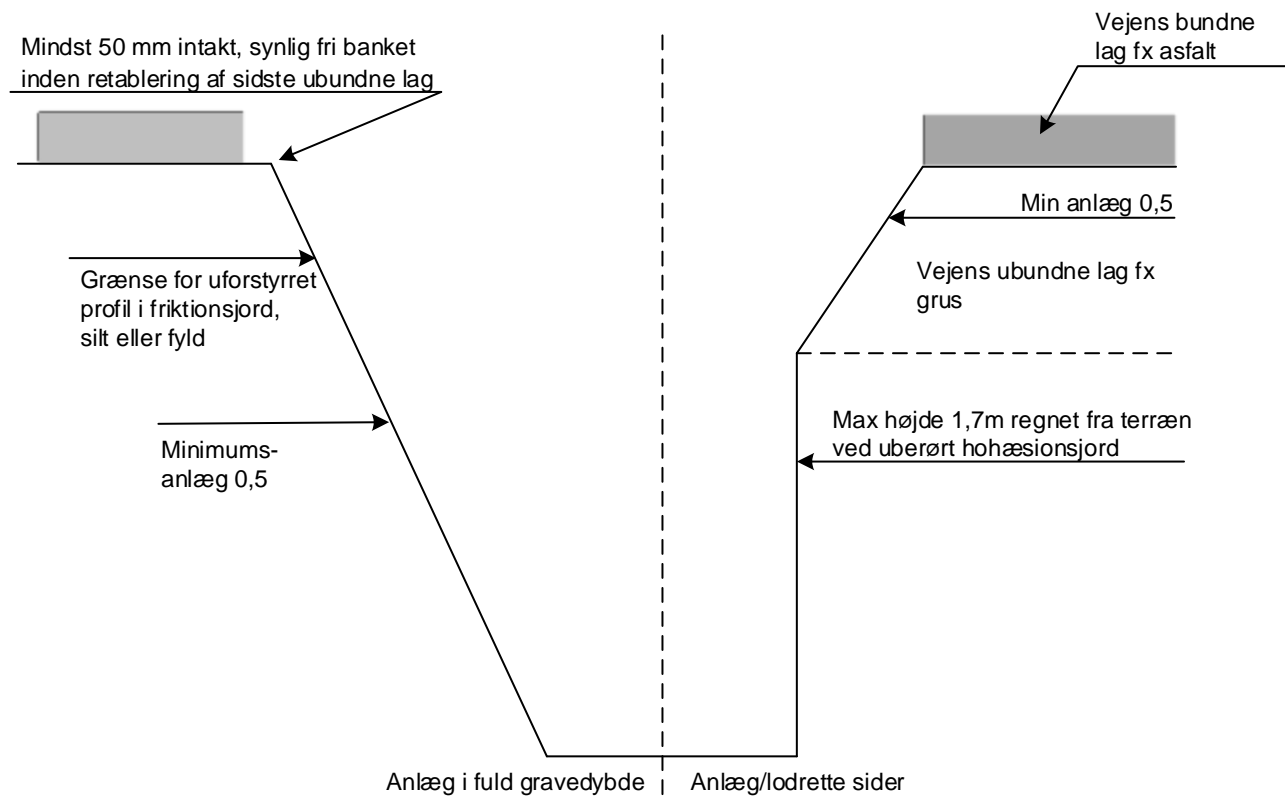 Mindst 50 mm intakt, synlig fri banket
inden retablering af sidste ubundne lag
Vejens bundne
lag fx asfalt
Min anlæg 0,5
Grænse for uforstyrret
profil i friktionsjord,
silt eller fyld
Vejens ubundne lag fx
grus
Minimums-
anlæg 0,5
Max højde 1,7m regnet fra terræn
ved uberørt hohæsionsjord
Anlæg i fuld gravedybde
Anlæg/lodrette sider